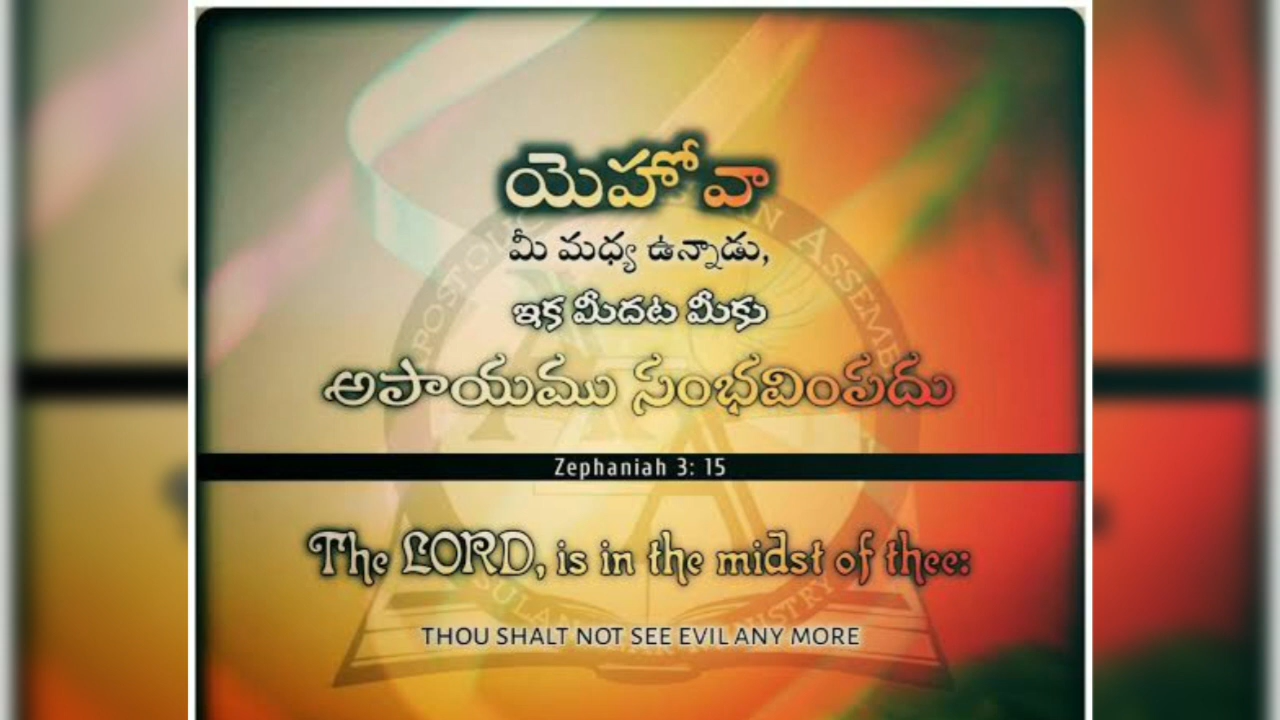 యెహోవా
మీ మధ్య ఉన్నాడు,
ఇక మీదట మీకు
అపాయము సంభవింపదు
Zephaniah 3: 15
The LORD, is in the midst of thee:
THOU SHALT NOT SEE EVIL ANY MORE